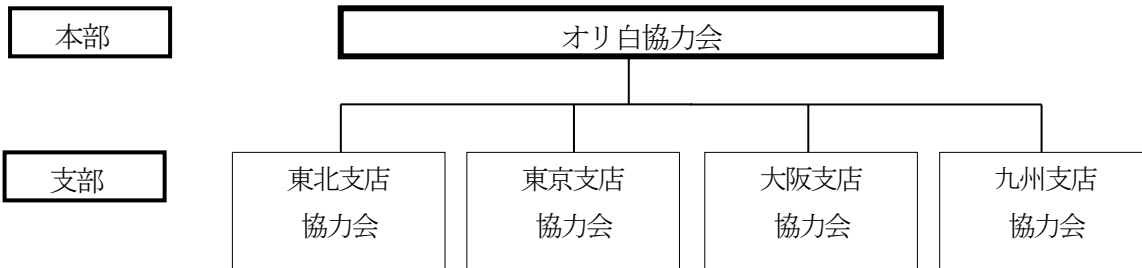 本部
オリ白協力会
支部
東北支店
協力会
東京支店
協力会
大阪支店
協力会
九州支店
協力会